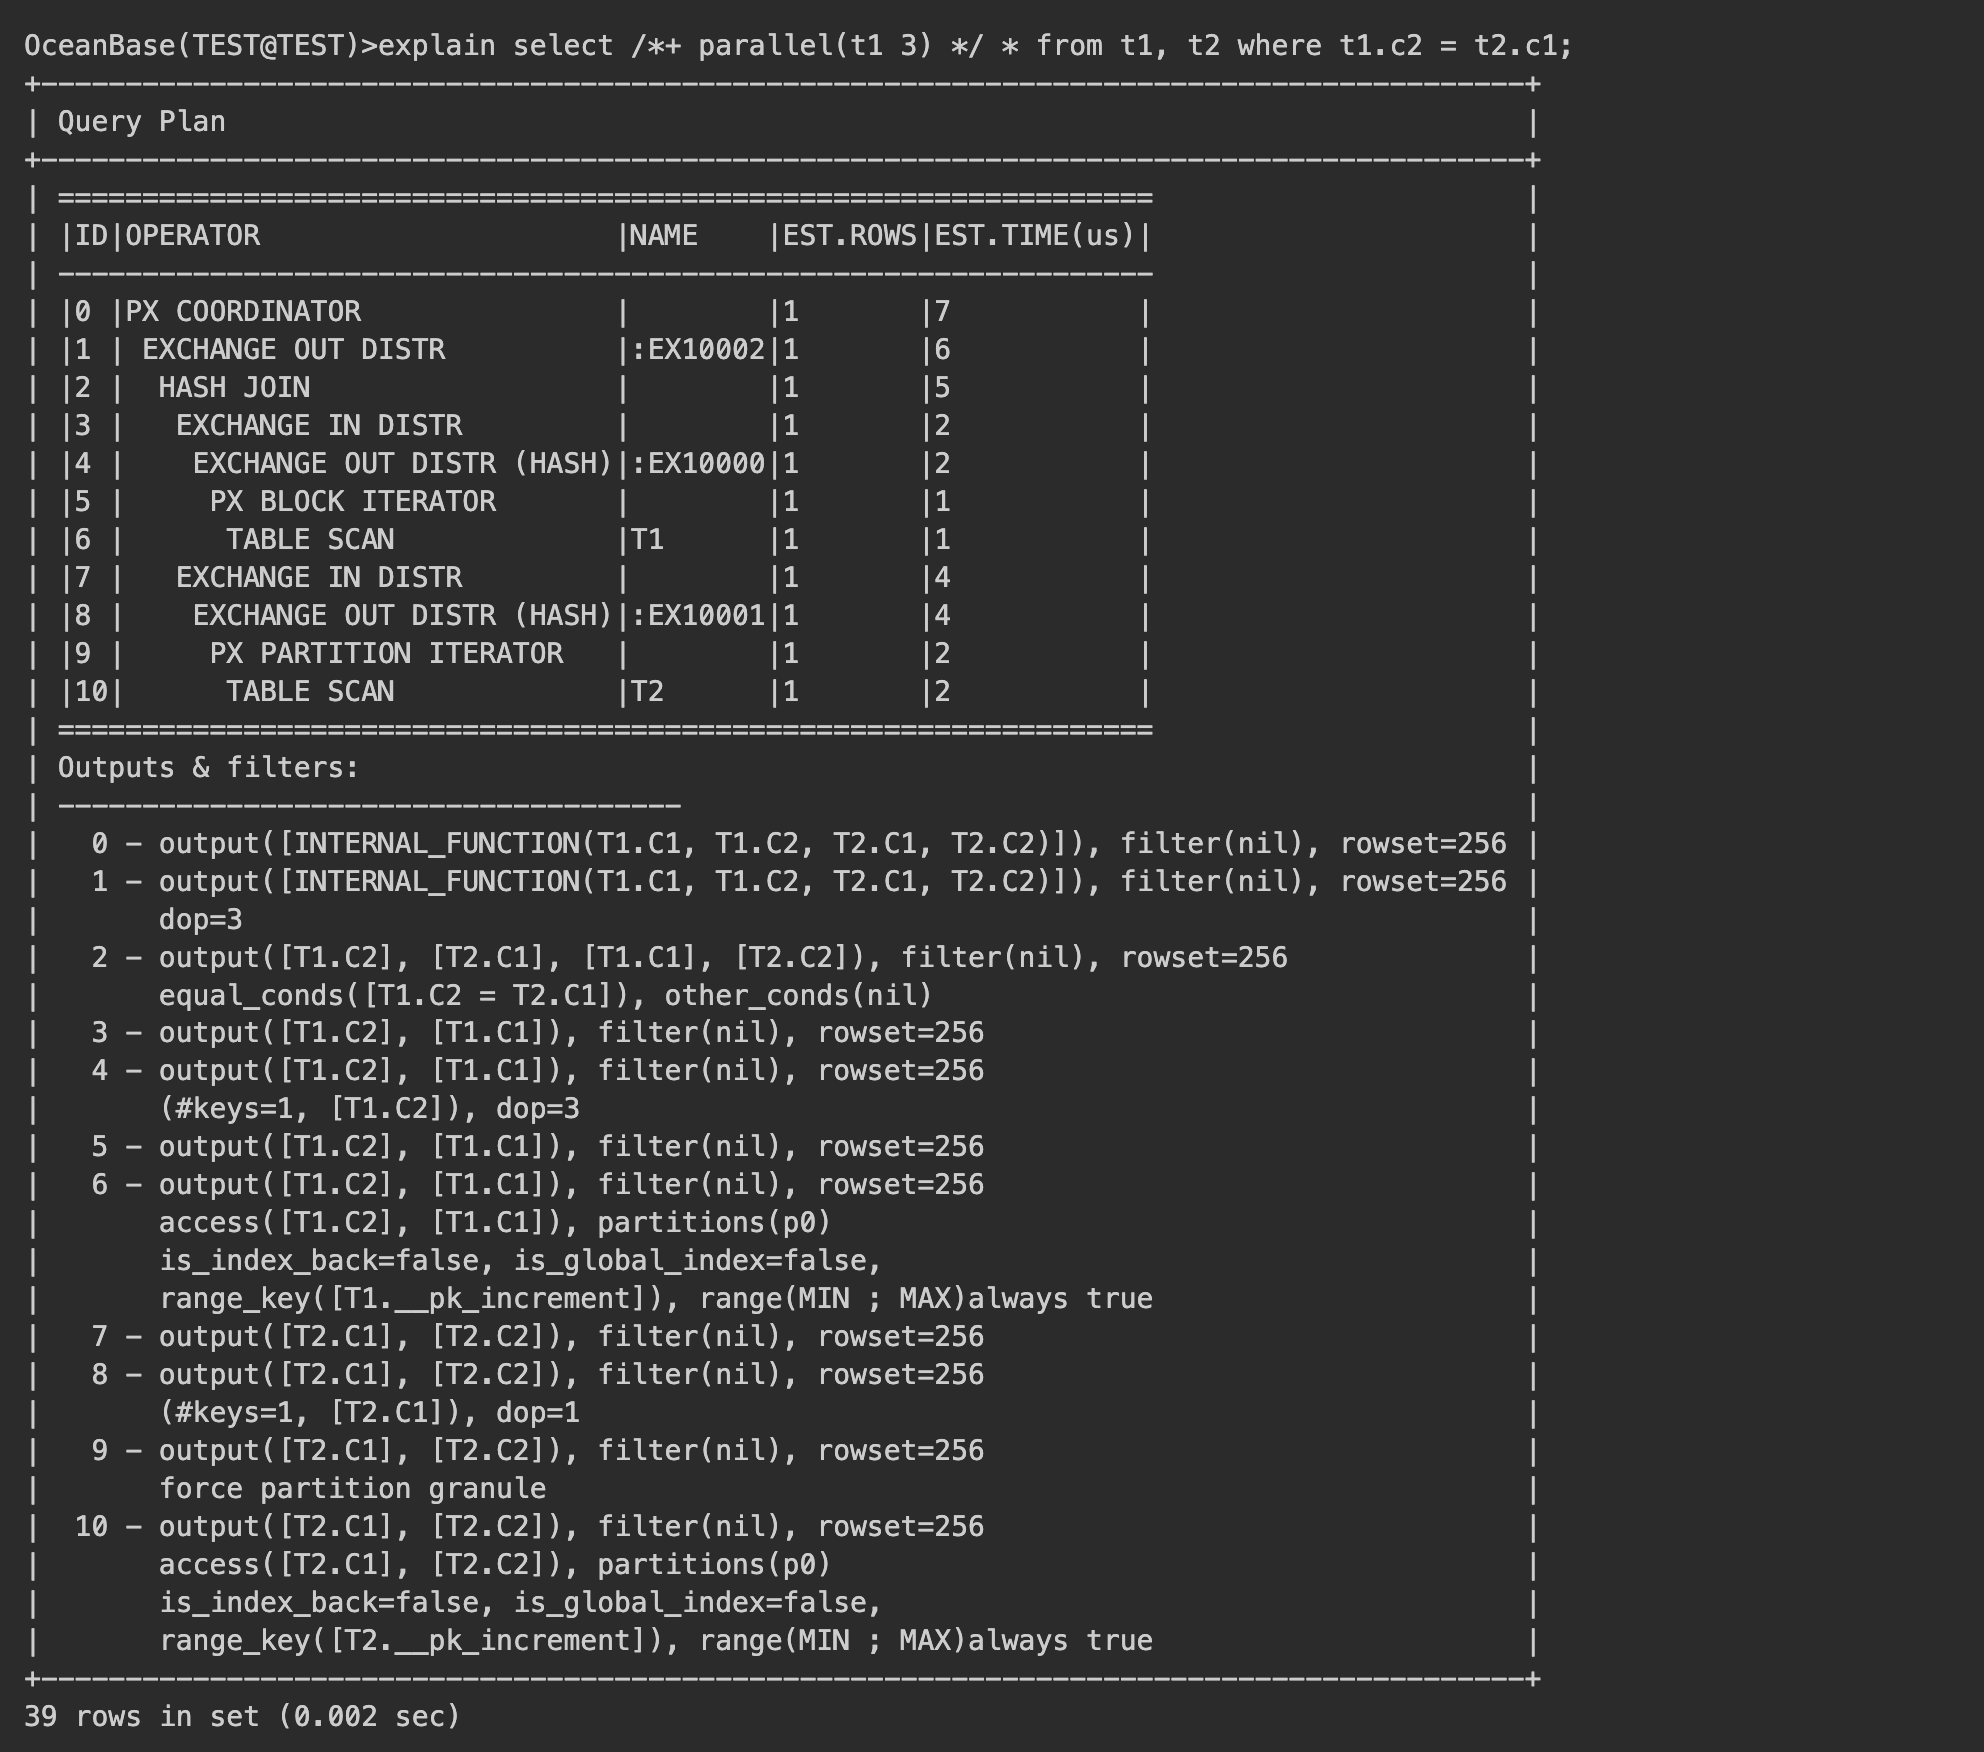 OceanBase(TEST@TEST)>explain select /*+ parallel(t1 3) */ * from t1, t2 where t1.c2 = t2.c1;
+----------------------------------------------------------------------------------------+
| Query Plan                                                                             |
+----------------------------------------------------------------------------------------+
| =================================================================                      |
| |ID|OPERATOR                     |NAME    |EST.ROWS|EST.TIME(us)|                      |
| -----------------------------------------------------------------                      |
| |0 |PX COORDINATOR               |        |1       |7           |                      |
| |1 | EXCHANGE OUT DISTR          |:EX10002|1       |6           |                      |
| |2 |  HASH JOIN                  |        |1       |5           |                      |
| |3 |   EXCHANGE IN DISTR         |        |1       |2           |                      |
| |4 |    EXCHANGE OUT DISTR (HASH)|:EX10000|1       |2           |                      |
| |5 |     PX BLOCK ITERATOR       |        |1       |1           |                      |
| |6 |      TABLE SCAN             |T1      |1       |1           |                      |
| |7 |   EXCHANGE IN DISTR         |        |1       |4           |                      |
| |8 |    EXCHANGE OUT DISTR (HASH)|:EX10001|1       |4           |                      |
| |9 |     PX PARTITION ITERATOR   |        |1       |2           |                      |
| |10|      TABLE SCAN             |T2      |1       |2           |                      |
| =================================================================                      |
| Outputs & filters:                                                                     |
| -------------------------------------                                                  |
|   0 - output([INTERNAL_FUNCTION(T1.C1, T1.C2, T2.C1, T2.C2)]), filter(nil), rowset=256 |
|   1 - output([INTERNAL_FUNCTION(T1.C1, T1.C2, T2.C1, T2.C2)]), filter(nil), rowset=256 |
|       dop=3                                                                            |
|   2 - output([T1.C2], [T2.C1], [T1.C1], [T2.C2]), filter(nil), rowset=256              |
|       equal_conds([T1.C2 = T2.C1]), other_conds(nil)                                   |
|   3 - output([T1.C2], [T1.C1]), filter(nil), rowset=256                                |
|   4 - output([T1.C2], [T1.C1]), filter(nil), rowset=256                                |
|       (#keys=1, [T1.C2]), dop=3                                                        |
|   5 - output([T1.C2], [T1.C1]), filter(nil), rowset=256                                |
|   6 - output([T1.C2], [T1.C1]), filter(nil), rowset=256                                |
|       access([T1.C2], [T1.C1]), partitions(p0)                                         |
|       is_index_back=false, is_global_index=false,                                      |
|       range_key([T1.__pk_increment]), range(MIN ; MAX)always true                      |
|   7 - output([T2.C1], [T2.C2]), filter(nil), rowset=256                                |
|   8 - output([T2.C1], [T2.C2]), filter(nil), rowset=256                                |
|       (#keys=1, [T2.C1]), dop=1                                                        |
|   9 - output([T2.C1], [T2.C2]), filter(nil), rowset=256                                |
|       force partition granule                                                          |
|  10 - output([T2.C1], [T2.C2]), filter(nil), rowset=256                                |
|       access([T2.C1], [T2.C2]), partitions(p0)                                         |
|       is_index_back=false, is_global_index=false,                                      |
|       range_key([T2.__pk_increment]), range(MIN ; MAX)always true                      |
+----------------------------------------------------------------------------------------+
39 rows in set (0.002 sec)